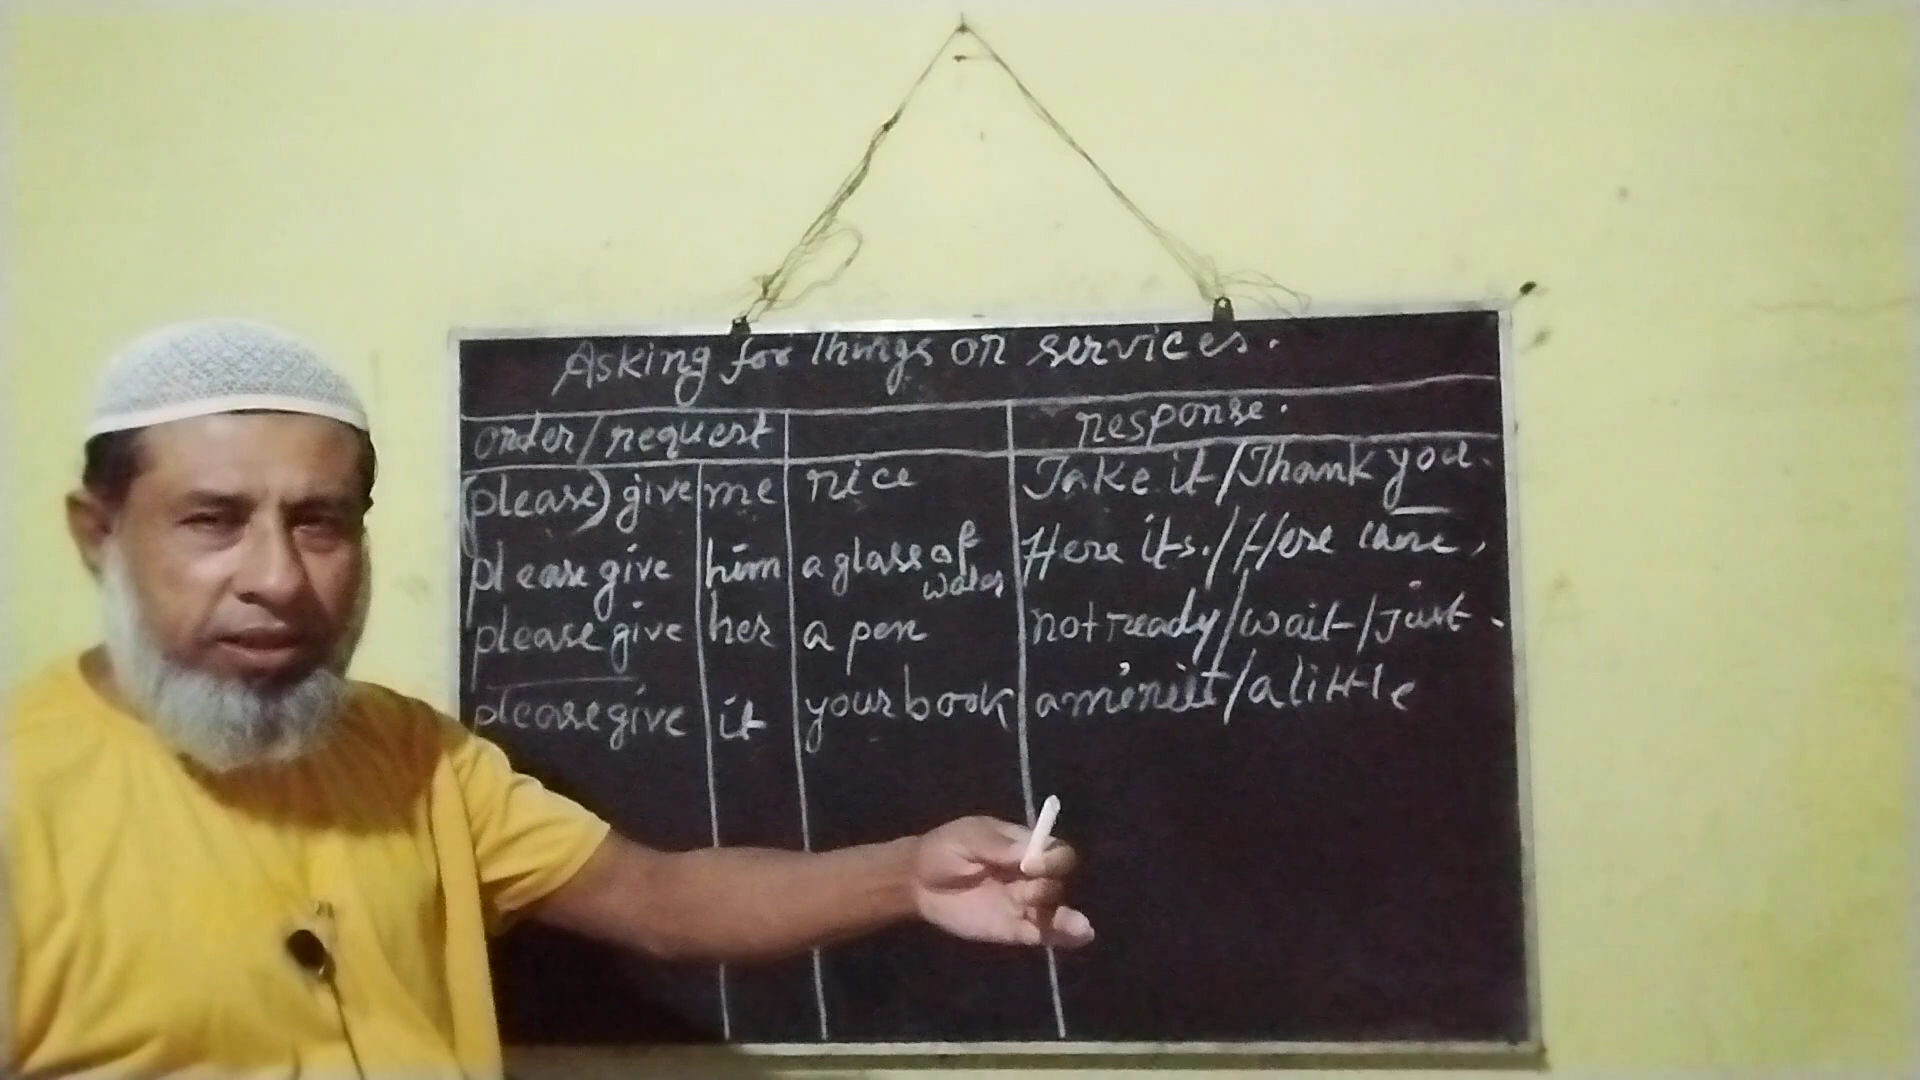 Asking for things or services.
order/request response.
(please) give me rice Take it/Thank you.
please give him a glass of water Here its./Here
please give her a pen not ready/wait/just.
please give it your book a miniut/a little